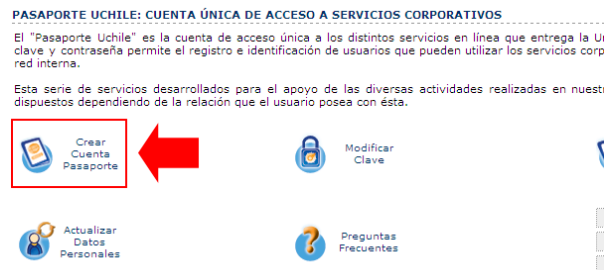 PASAPORTE UCHILE: CUENTA ÚNICA DE ACCESO A SERVICIOS CORPORATIVOS
El "Pasaporte Uchile" es la cuenta de acceso única a los distintos servicios en línea que entrega la
clave y contraseña permite el registro e identificación de usuarios que pueden utilizar los servicios
red interna.
Esta serie de servicios desarrollados para el apoyo de las diversas actividades realizadas en
dispuestos dependiendo de la relación que el usuario posea con ésta.
Crear
Cuenta
Pasaporte
Modificar
Clave
Actualizar
Datos
Personales
Preguntas
Frecuentes